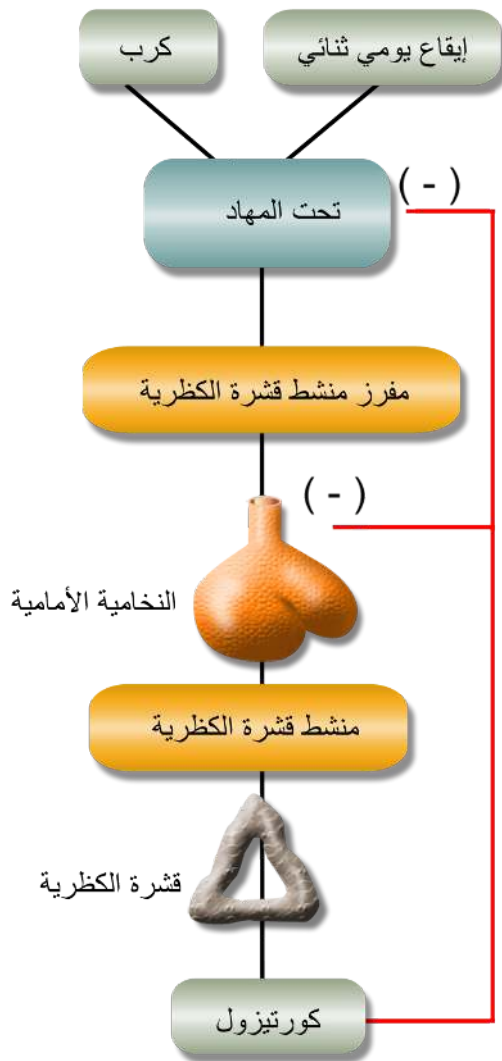 إيقاع يومي ثنائي
كرب
( - )
تحت المهاد
مفرز منشط قشرة الكظرية
( - )
النخامية الأمامية
منشط قشرة الكظرية
قشرة الكظرية
كورتيزول